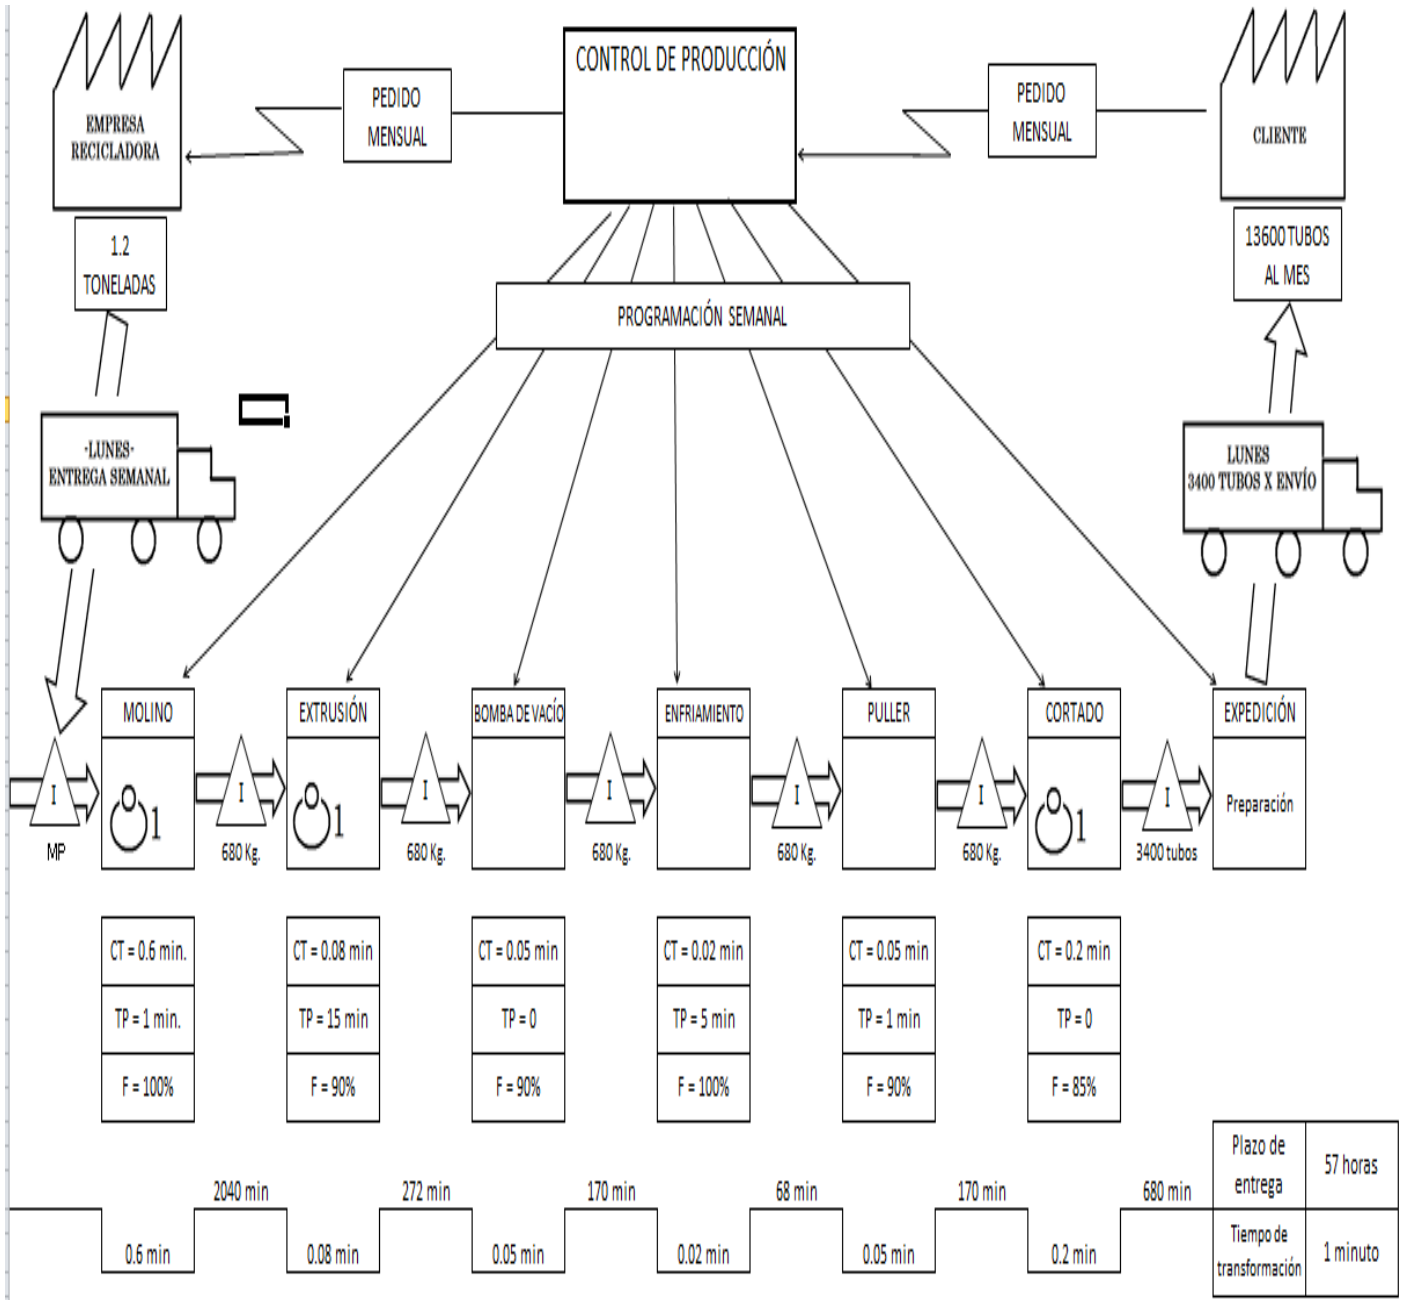 CONTROL DE PRODUCCIÓN
PEDIDO
MENSUAL
PEDIDO
MENSUAL
EMPRESA
RECICLADORA
CLIENTE
1.2
TONELADAS
13600 TUBOS
AL MES
PROGRAMACIÓN SEMANAL
-LUNES-
ENTREGA SEMANAL
LUNES
3400 TUBOS X ENVÍO
MOLINO
EXTRUSIÓN
BOMBA DE VACÍO
ENFRIAMIENTO
PULLER
CORTADO
EXPEDICIÓN
I
1
I
1
I
I
I
I
1
I
Preparación
MP
680 Kg.
680 Kg.
680 Kg.
680 Kg.
680 Kg.
3400 tubos
CT = 0.6 min.
CT = 0.08 min
CT = 0.05 min
CT = 0.02 min
CT = 0.05 min
CT = 0.2 min
TP = 1 min.
TP = 15 min
TP = 0
TP = 5 min
TP = 1 min
TP = 0
F = 100%
F = 90%
F = 90%
F = 100%
F = 90%
F = 85%
2040 min
272 min
170 min
68 min
170 min
680 min
Plazo de
entrega
57 horas
0.6 min
0.08 min
0.05 min
0.02 min
0.05 min
0.2 min
Tiempo de
transformación
1 minuto